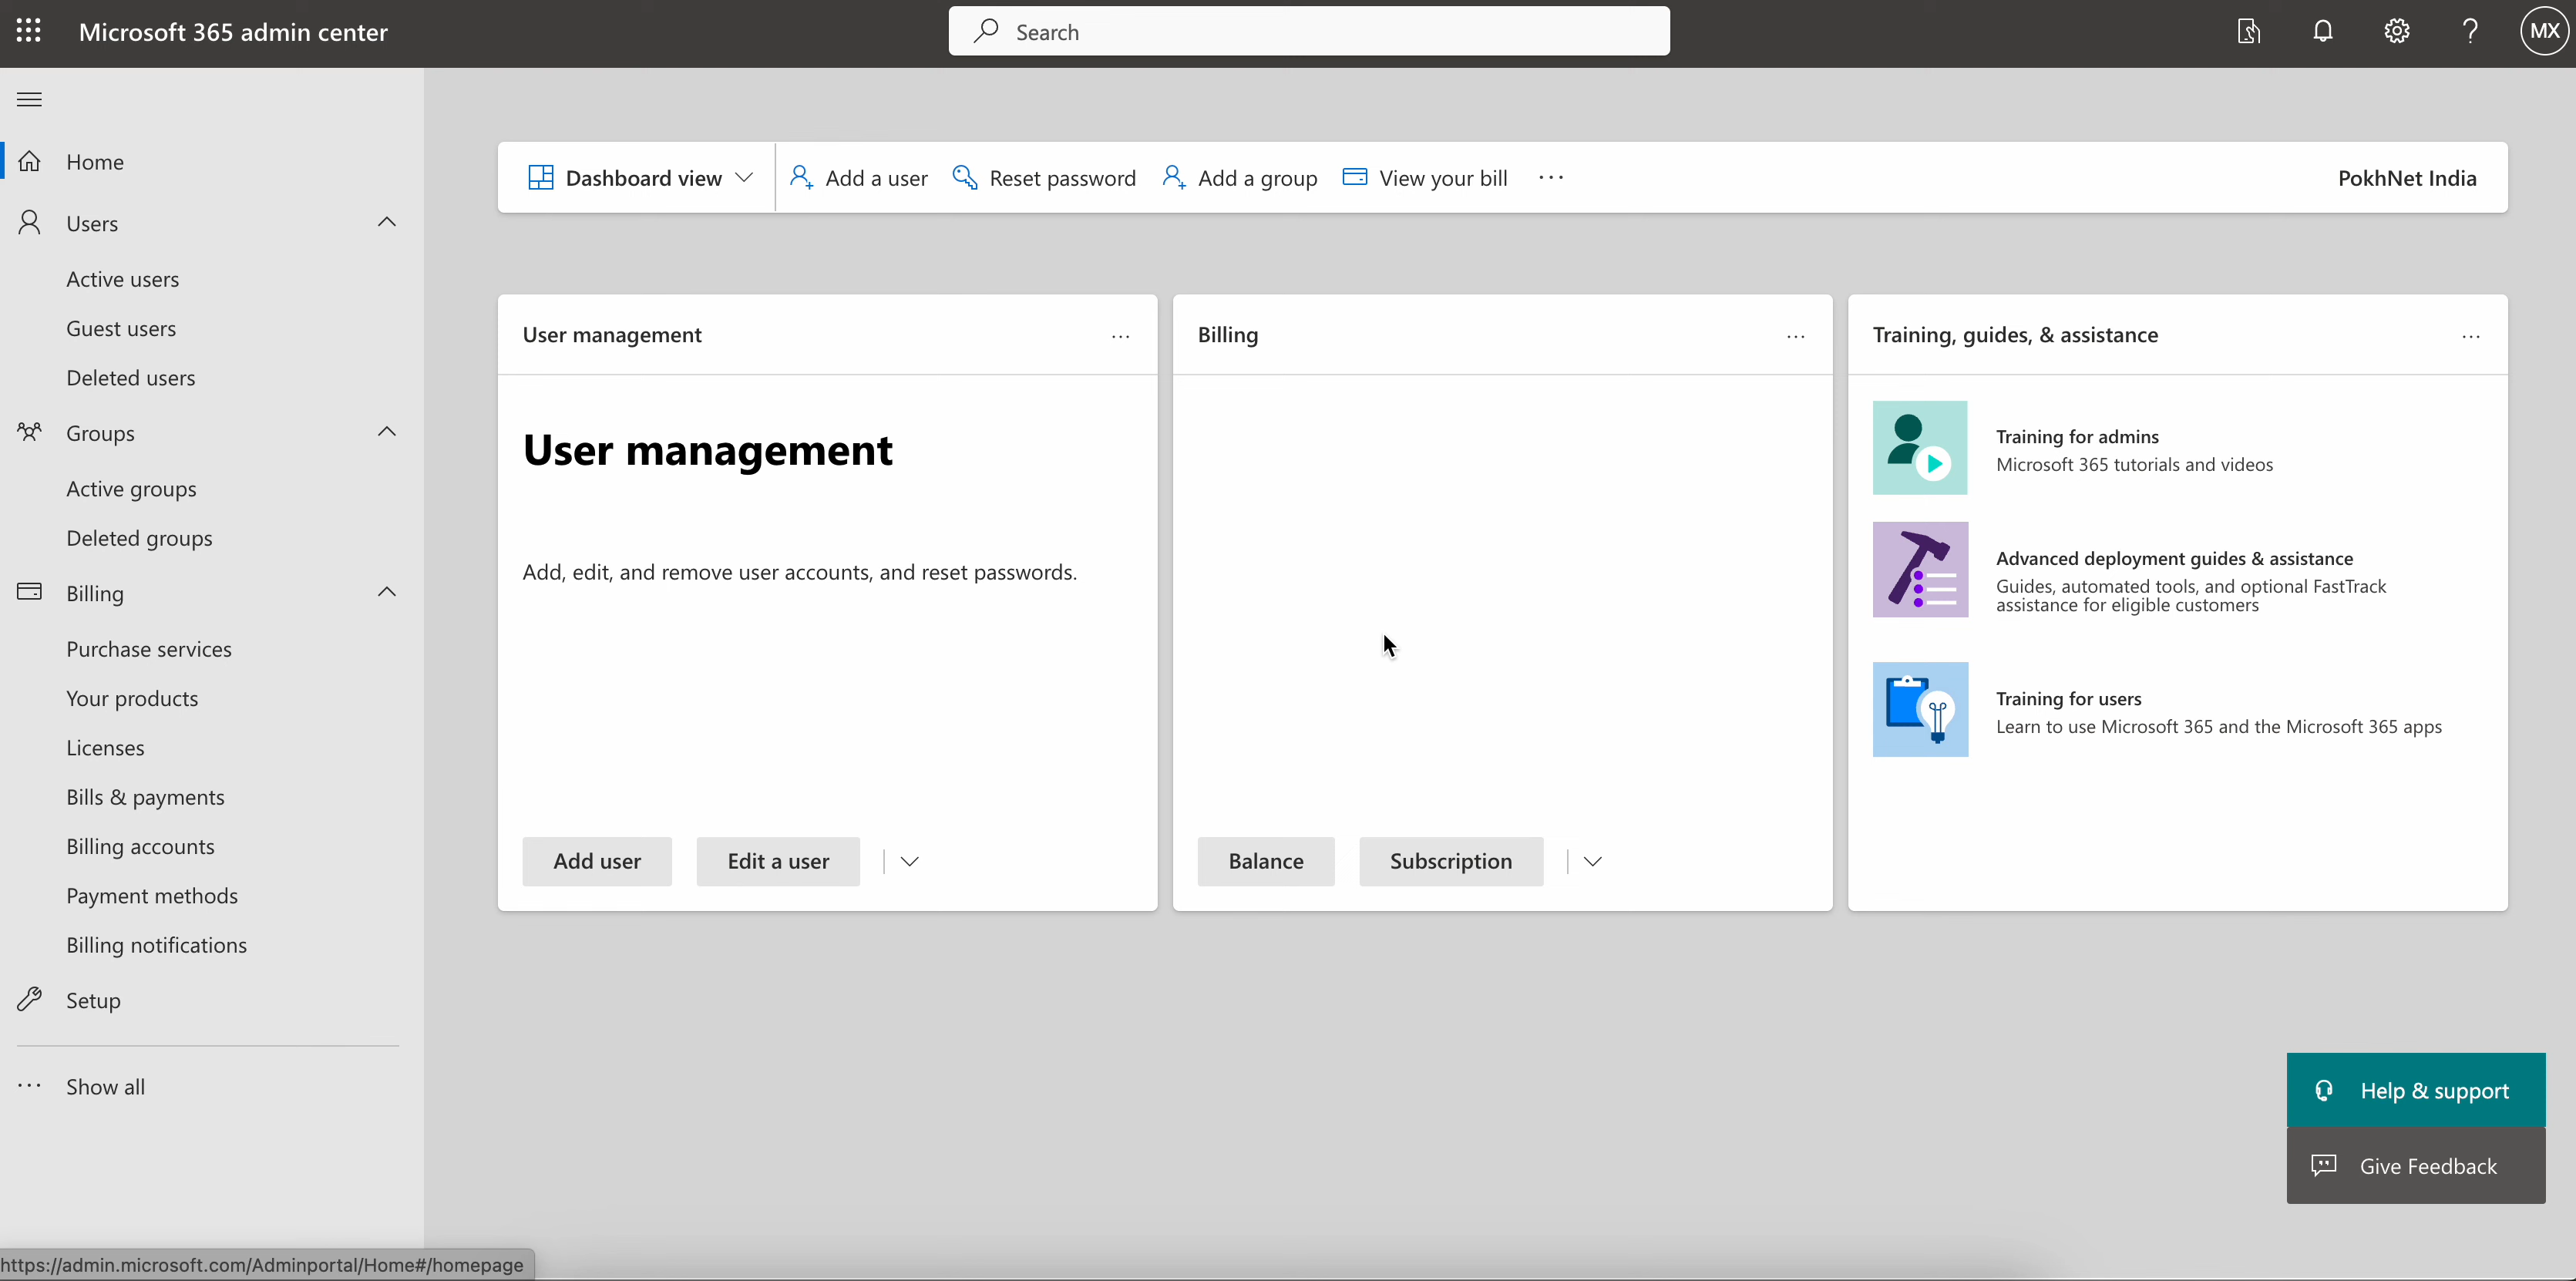 Microsoft 365 admin center
Search
MX
Home
Users
Active users
Guest users
Deleted users
Groups
Active groups
Deleted groups
Billing
Purchase services
Your products
Licenses
Bills & payments
Billing accounts
Payment methods
Billing notifications
Setup
Show all
Dashboard view
Add a user
Reset password
Add a group
View your bill
PokhNet India
User management
User management
Add, edit, and remove user accounts, and reset passwords.
Add user
Edit a user
Billing
Balance
Subscription
Training, guides, & assistance
Training for admins
Microsoft 365 tutorials and videos
Advanced deployment guides & assistance
Guides, automated tools, and optional FastTrack
assistance for eligible customers
Training for users
Learn to use Microsoft 365 and the Microsoft 365 apps
Help & support
Give Feedback
https://admin.microsoft.com/Adminportal/Home#/homepage